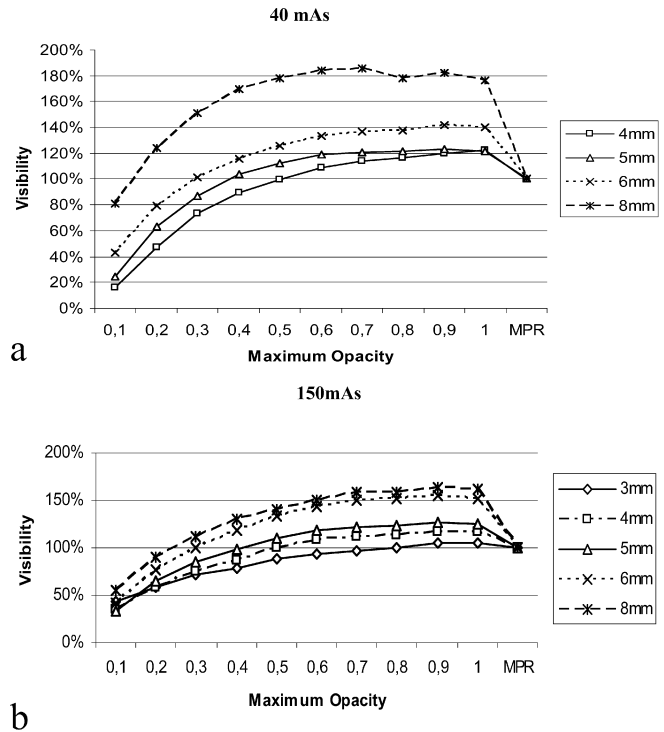 40 mAs
200%
180%
160%
140%
120%
100%
80%
60%
40%
20%
0%
Visibility
0,1 0,2 0,3 0,4 0,5 0,6 0,7 0,8 0,9 1 MPR
Maximum Opacity
4mm
5mm
6mm
8mm
a
150mAs
200%
150%
100%
50%
0%
Visibility
0,1 0,2 0,3 0,4 0,5 0,6 0,7 0,8 0,9 1 MPR
Maximum Opacity
3mm
4mm
5mm
6mm
8mm
b